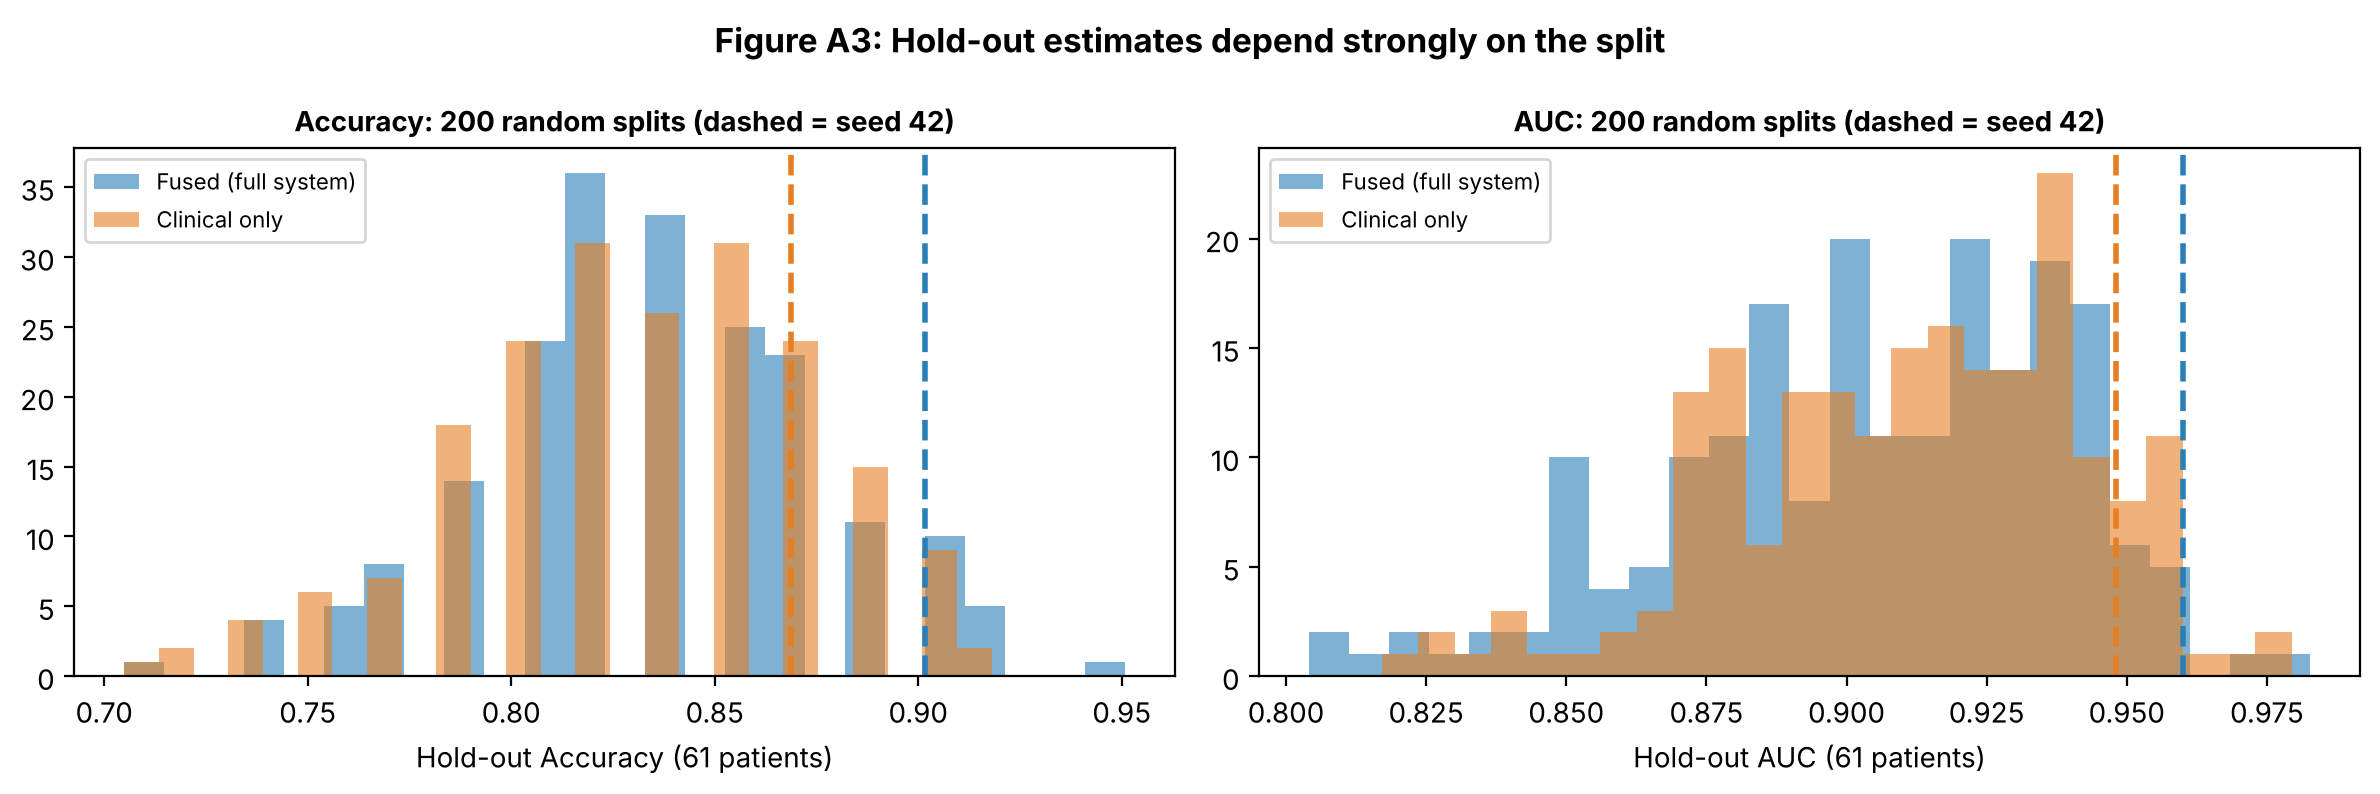 Figure A3: Hold-out estimates depend strongly on the split
Accuracy: 200 random splits (dashed = seed 42)
Fused (full system)
Clinical only
35
30
25
20
15
10
5
0
0.70 0.75 0.80 0.85 0.90 0.95
Hold-out Accuracy (61 patients)
AUC: 200 random splits (dashed = seed 42)
Fused (full system)
Clinical only
20
15
10
5
0
0.800 0.825 0.850 0.875 0.900 0.925 0.950 0.975
Hold-out AUC (61 patients)